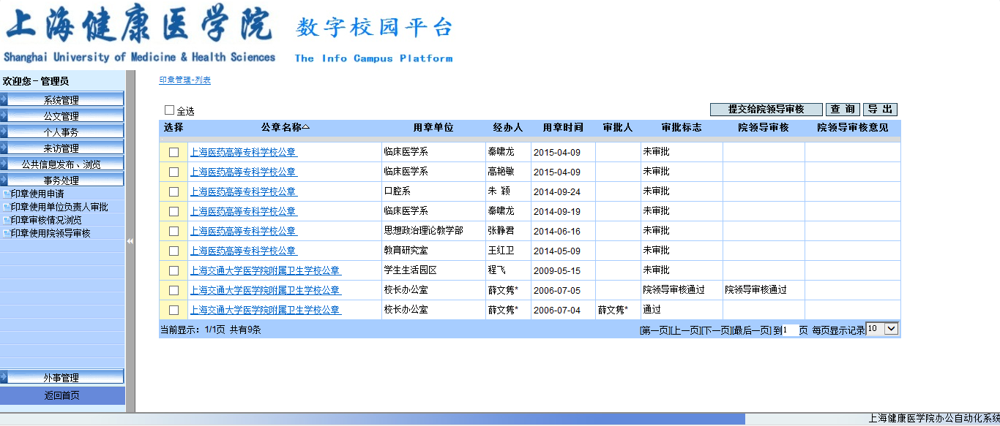 上海健康医学院 数字校园平台
Shanghai University of Medicine & Health Sciences The Info Campus Platform
欢迎您－管理员
系统管理
公文管理
个人事务
来访管理
公共信息发布、浏览
事务处理
印章使用申请
印章使用单位负责人审批
印章审核情况浏览
印章使用院领导审核
外事管理
返回首页
印章管理-列表
全选 提交给院领导审核 查 询 导 出
选择 公章名称 用章单位 经办人 用章时间 审批人 审批标志 院领导审核 院领导审核意见
上海医药高等专科学校公章 临床医学系 秦啸龙 2015-04-09 未审批
上海医药高等专科学校公章 临床医学系 高艳敏 2015-04-09 未审批
上海医药高等专科学校公章 口腔系 朱 颖 2014-09-24 未审批
上海医药高等专科学校公章 临床医学系 秦啸龙 2014-09-19 未审批
上海医药高等专科学校公章 思想政治理论教学部 张静君 2014-06-16 未审批
上海医药高等专科学校公章 教育研究室 王红卫 2014-05-09 未审批
上海交通大学医学院附属卫生学校公章 学生生活园区 程飞 2009-05-15 未审批
上海交通大学医学院附属卫生学校公章 校长办公室 薛文隽* 2006-07-05 院领导审核通过 院领导审核通过
上海交通大学医学院附属卫生学校公章 校长办公室 薛文隽* 2006-07-04 薛文隽* 通过
当前显示：1/1页 共有9条 [第一页][上一页][下一页][最后一页] 到 1 页 每页显示记录 10
上海健康医学院办公自动化系统